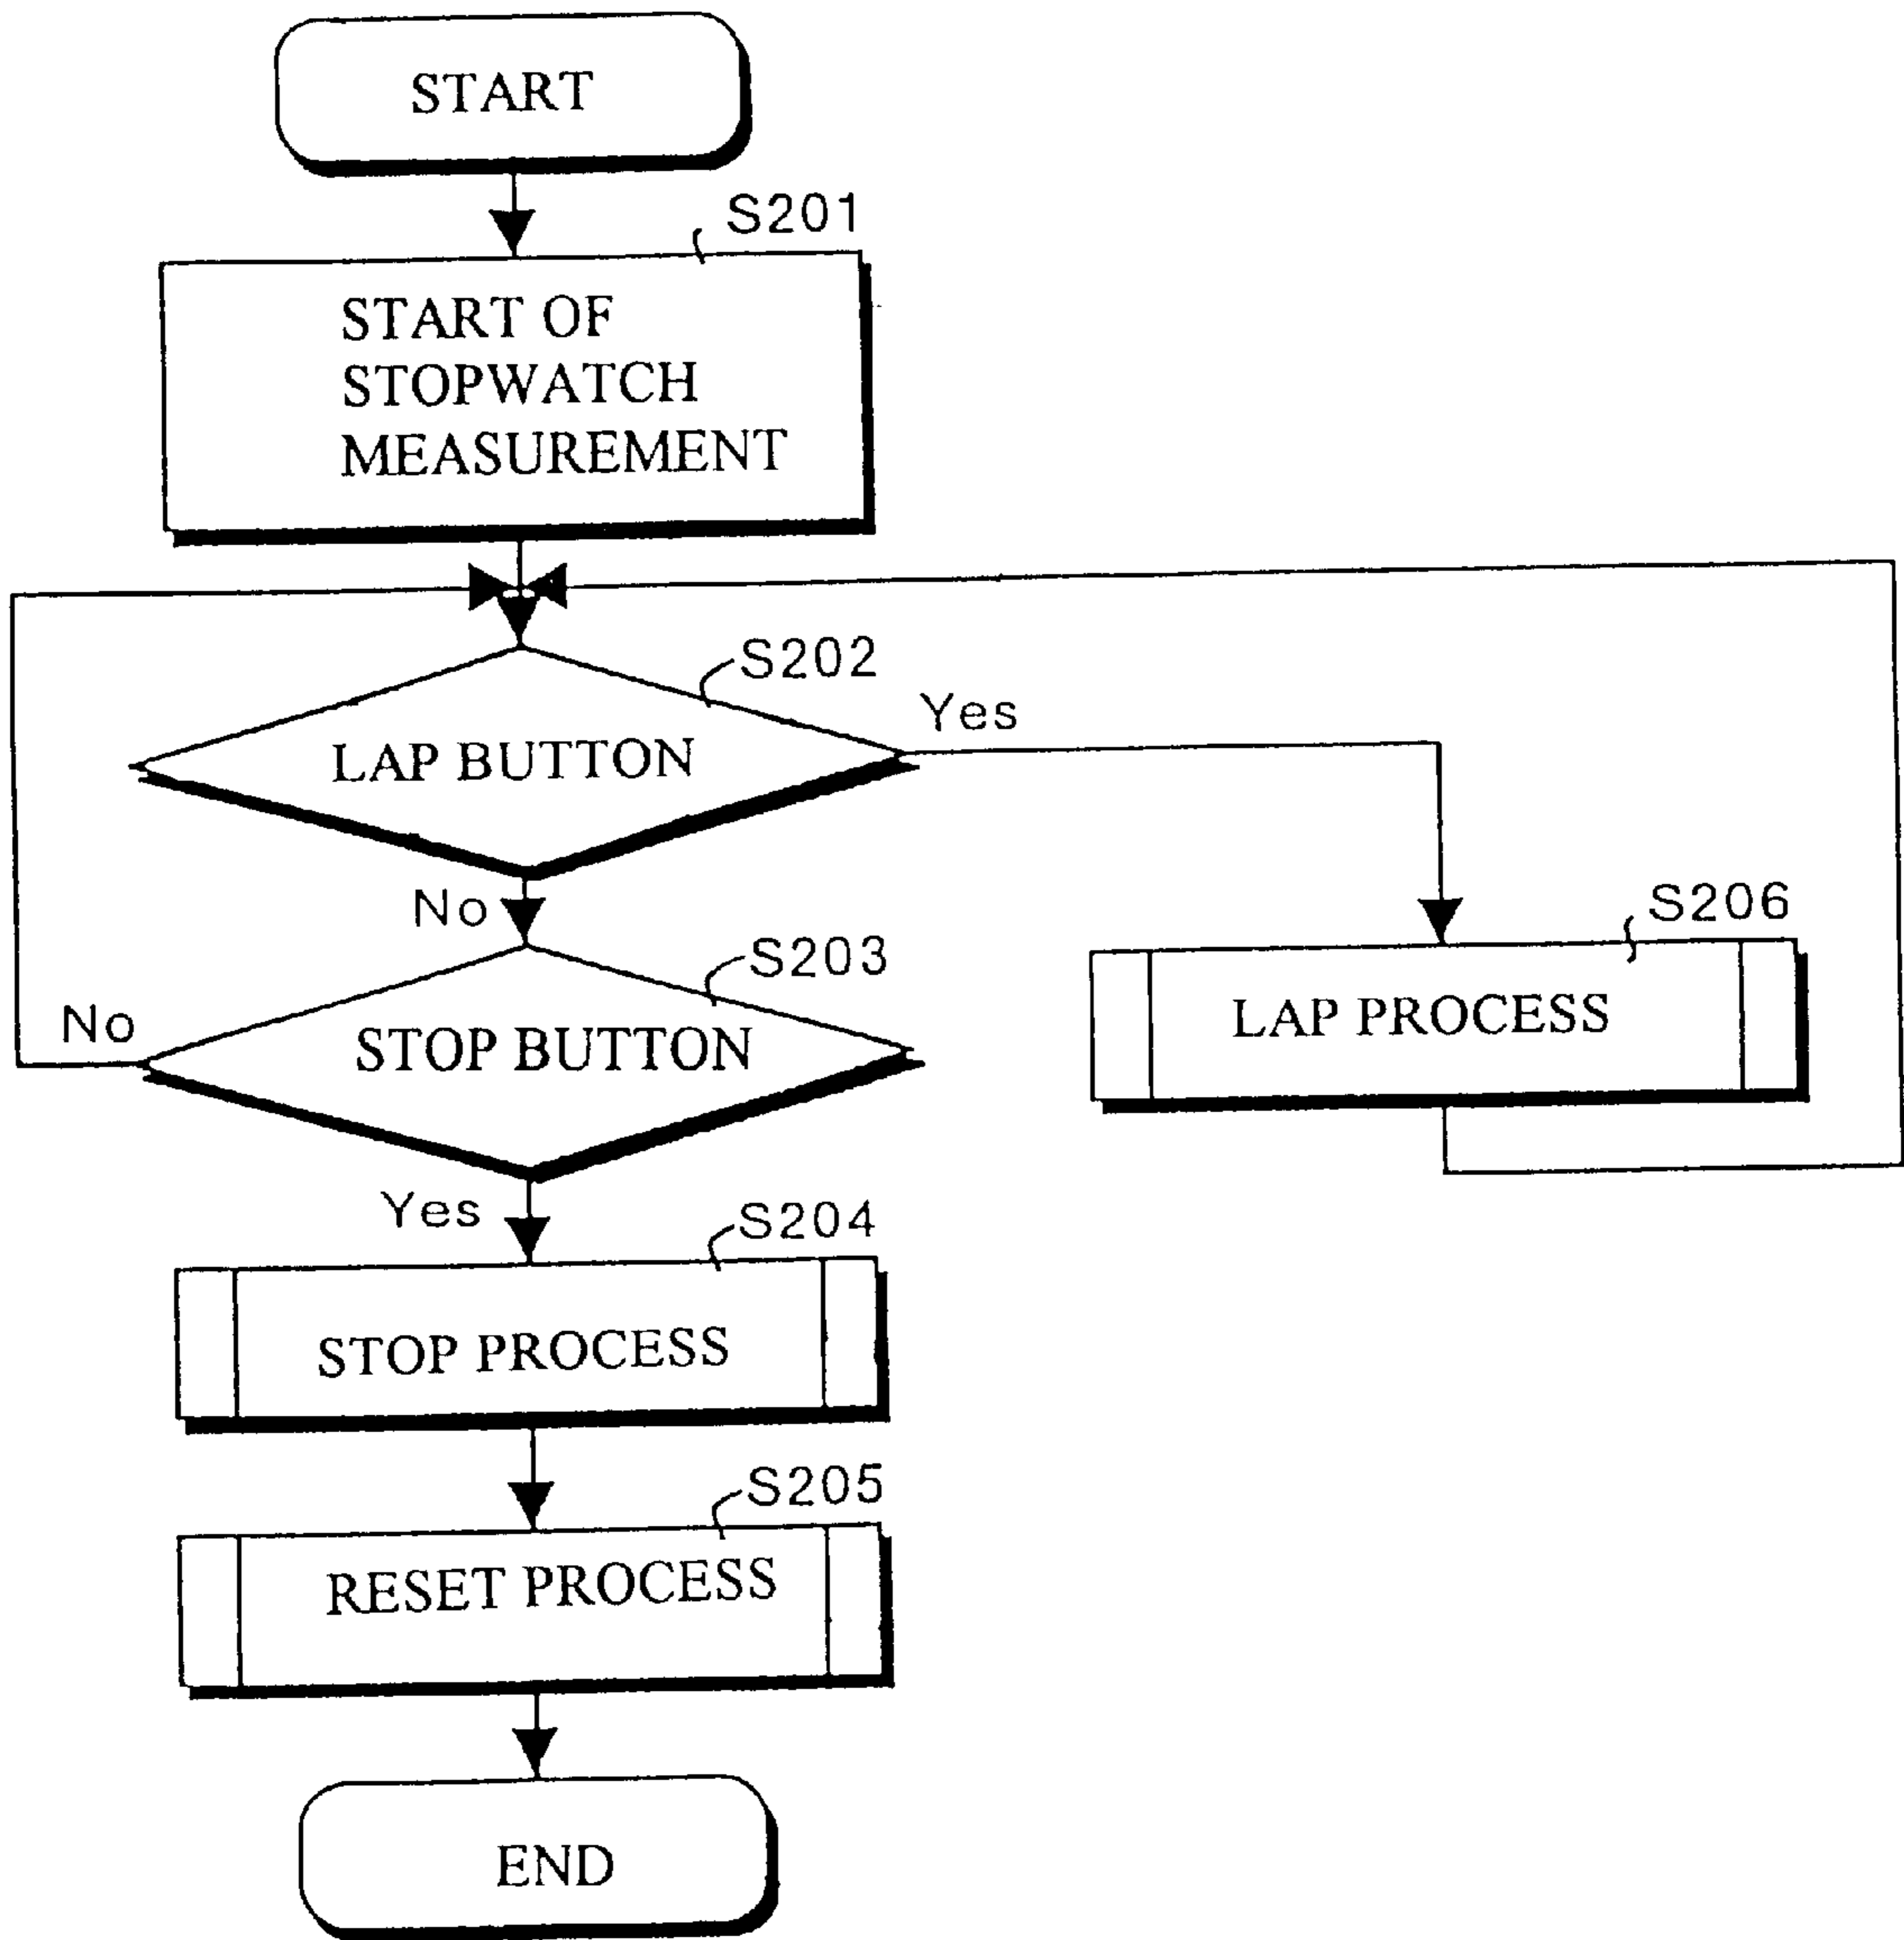 START
S201
START OF
STOPWATCH
MEASUREMENT
S202
LAP BUTTON
Yes
No
S203
STOP BUTTON
No
S206
LAP PROCESS
Yes
S204
STOP PROCESS
S205
RESET PROCESS
END